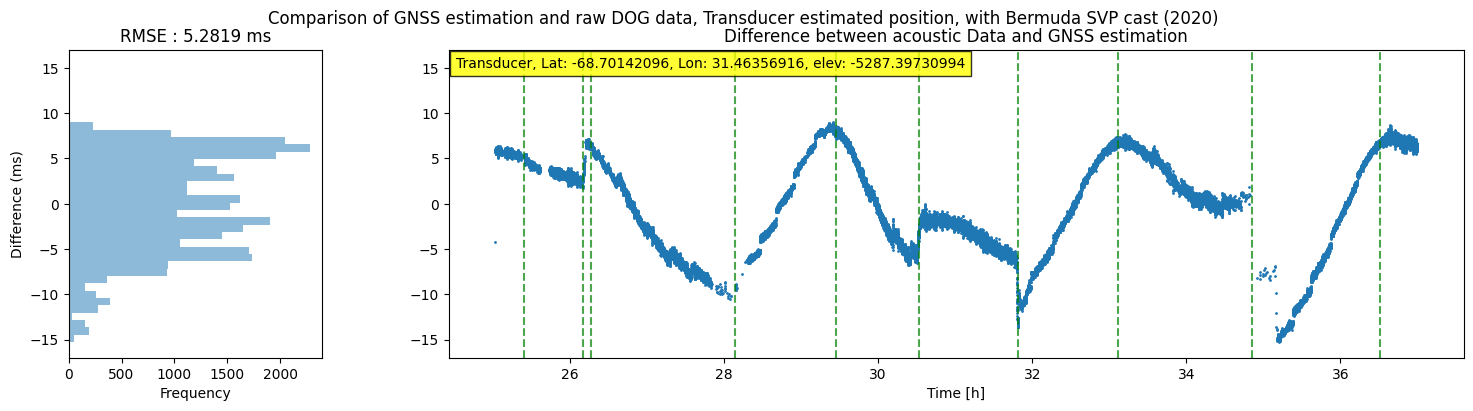 Comparison of GNSS estimation and raw DOG data, Transducer estimated position, with Bermuda SVP cast (2020)
RMSE : 5.2819 ms
Difference between acoustic Data and GNSS estimation
Transducer, Lat: -68.70142096, Lon: 31.46356916, elev: -5287.39730994
Difference (ms)
15
10
5
0
−5
−10
−15
0 500 1000 1500 2000
Frequency
15
10
5
0
−5
−10
−15
26 28 30 32 34 36
Time [h]